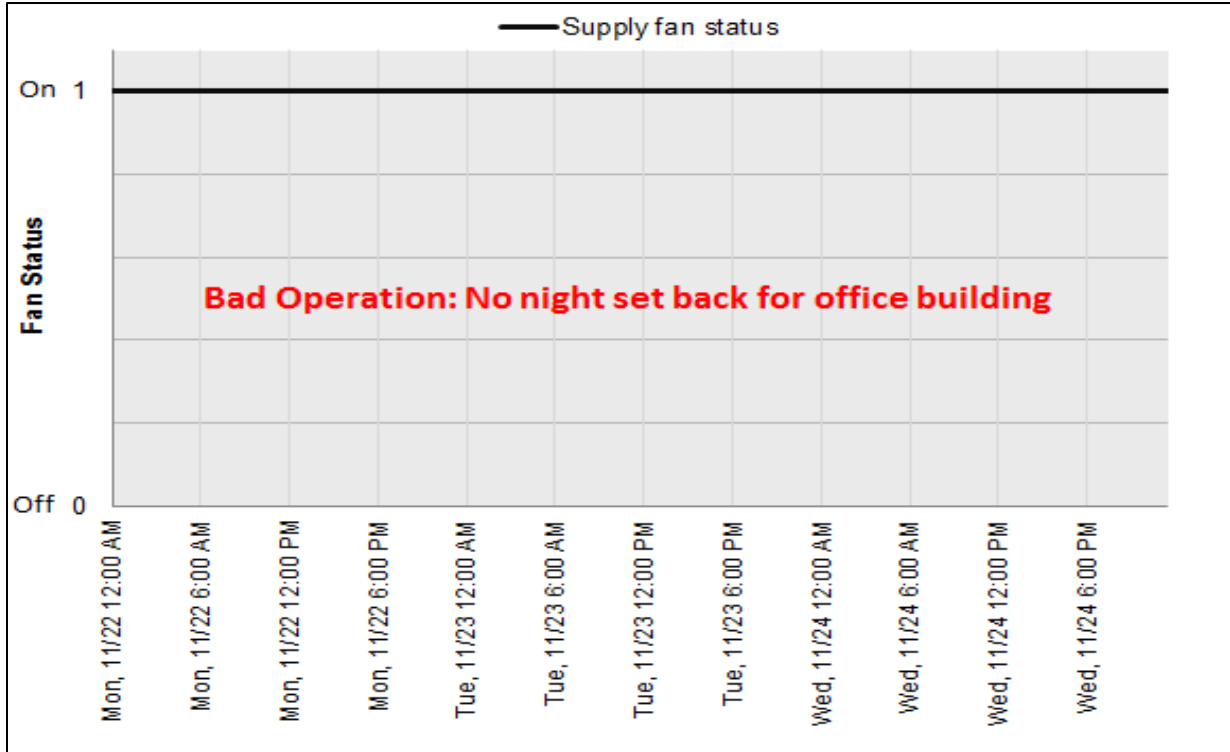 Supply fan status
On 1
Fan Status
Bad Operation: No night set back for office building
Off 0
Mon, 11/22 12:00 AM
Mon, 11/22 6:00 AM
Mon, 11/22 12:00 PM
Mon, 11/22 6:00 PM
Tue, 11/23 12:00 AM
Tue, 11/23 6:00 AM
Tue, 11/23 12:00 PM
Tue, 11/23 6:00 PM
Wed, 11/24 12:00 AM
Wed, 11/24 6:00 AM
Wed, 11/24 12:00 PM
Wed, 11/24 6:00 PM